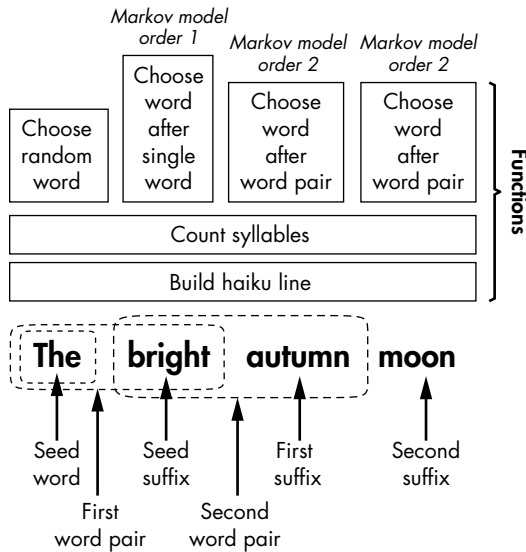 Markov model
order 1
Markov model
order 2
Markov model
order 2
Choose
random
word
Choose
word
after
single
word
Choose
word
after
word pair
Choose
word
after
word pair
Functions
Count syllables
Build haiku line
The bright autumn moon
Seed
word
Seed
suffix
First
suffix
Second
suffix
First
word pair
Second
word pair